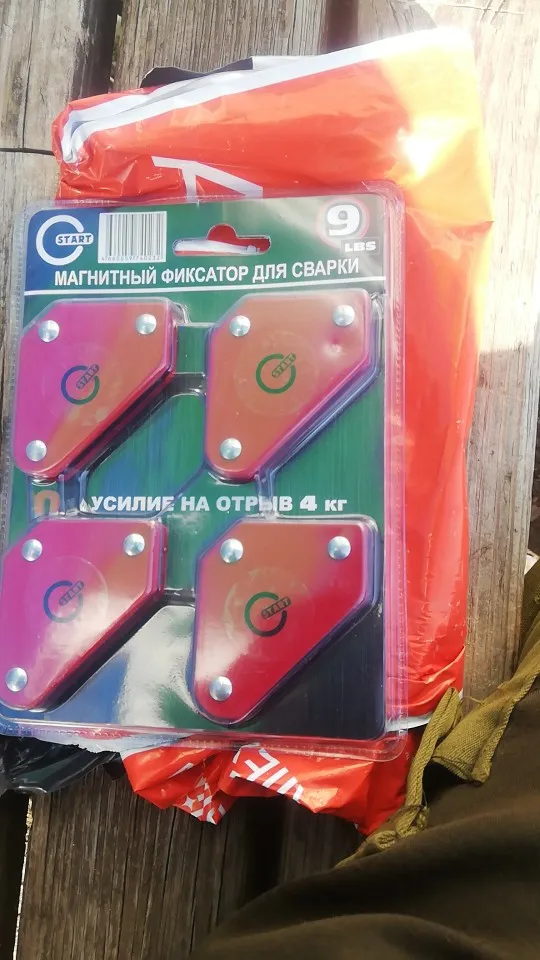 START
9
LBS
МАГНИТНЫЙ ФИКСАТОР ДЛЯ СВАРКИ
START
START
УСИЛИЕ НА ОТРЫВ 4 кг
START
START